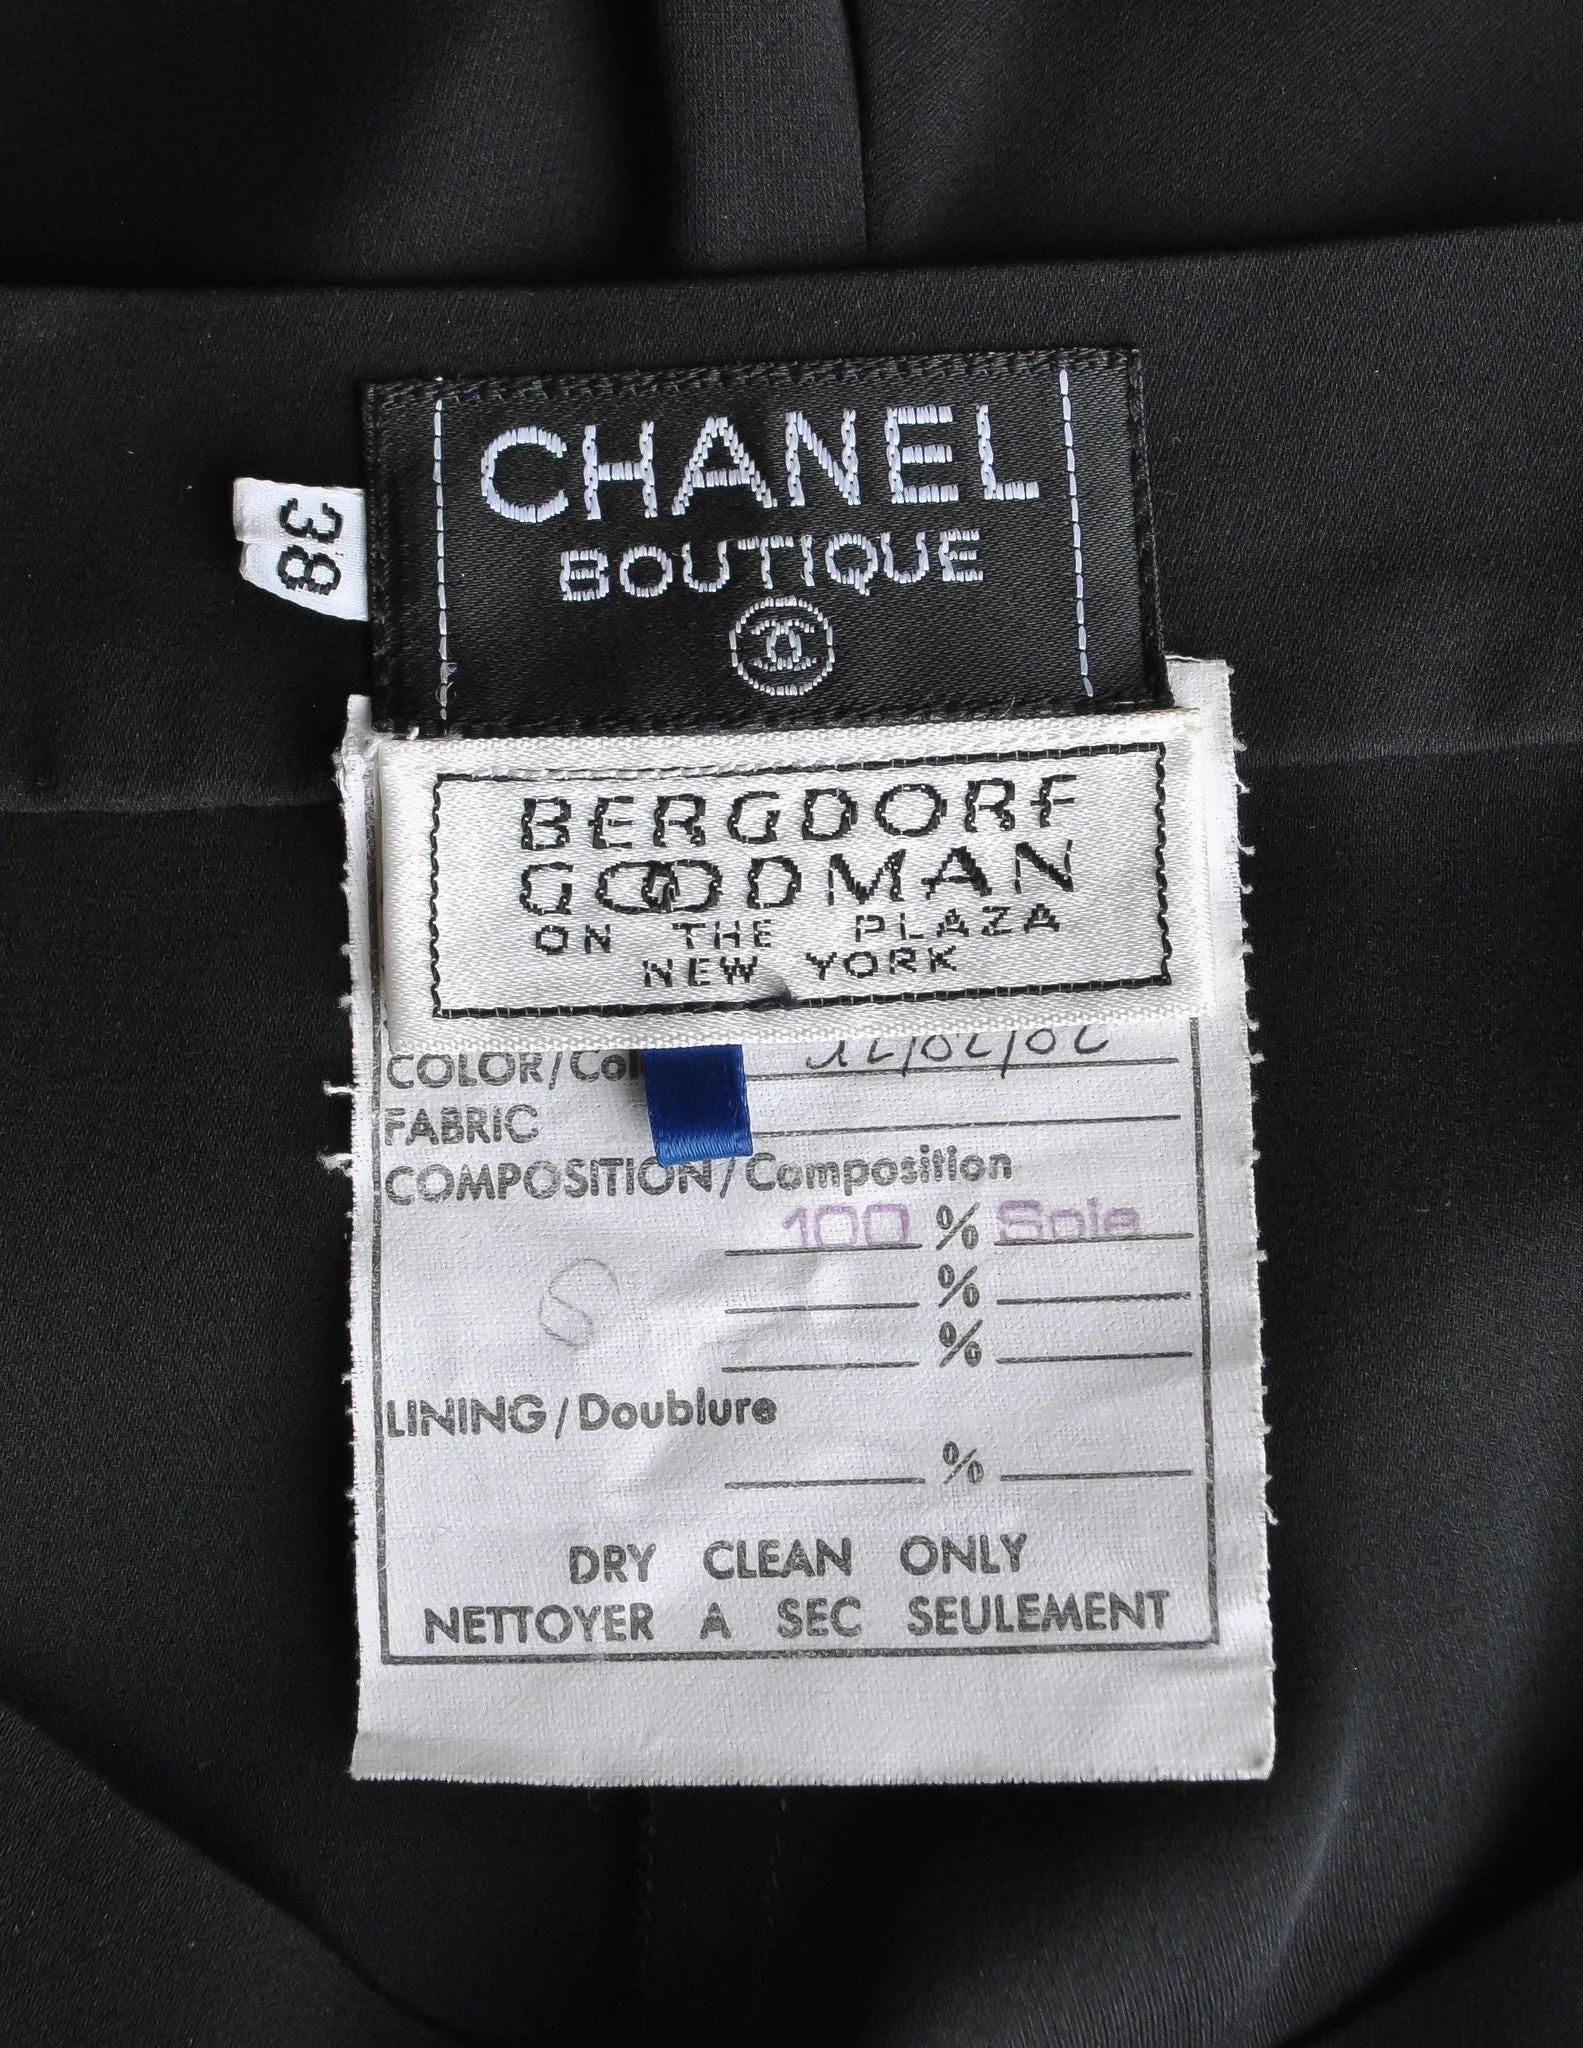 CHANEL
BOUTIQUE
38
BERGDORF
GOODMAN
ON THE PLAZA
NEW YORK
COLOR/Col
FABRIC
COMPOSITION/Composition
100 % Soie
%
%
S
LINING/Doublure
%
DRY CLEAN ONLY
NETTOYER A SEC SEULEMENT